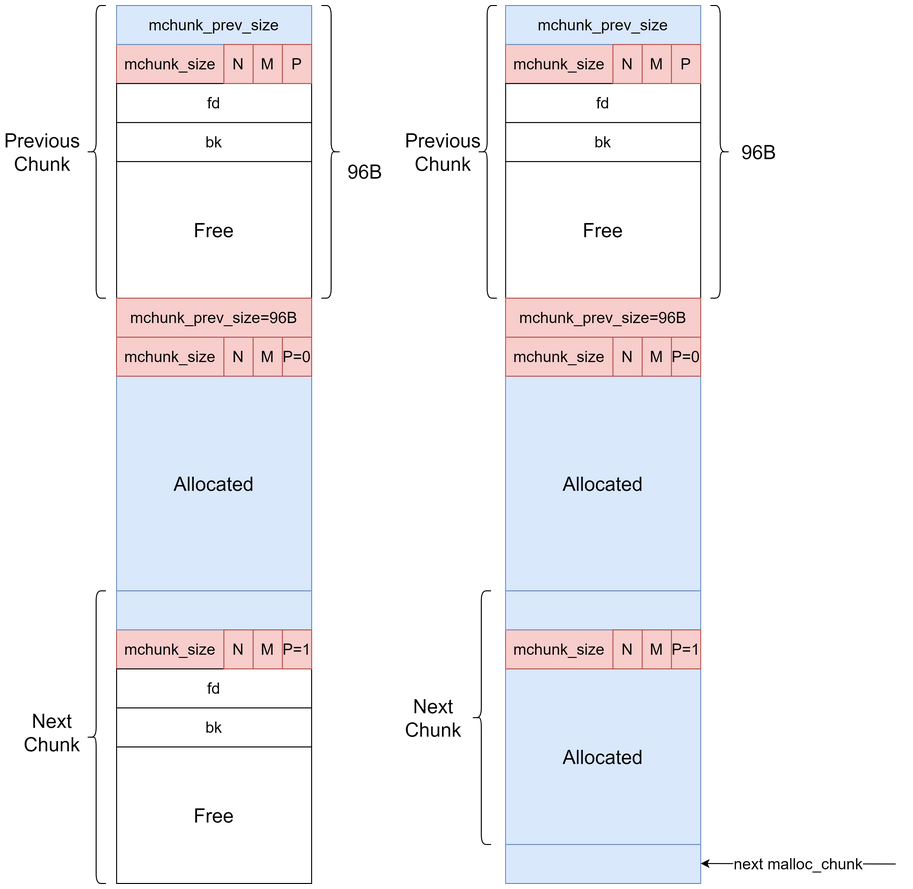 mchunk_prev_size
mchunk_size N M P
fd
bk
Previous
Chunk
96B
Free
mchunk_prev_size=96B
mchunk_size N M P=0
Allocated
mchunk_size N M P=1
fd
bk
Next
Chunk
Free
mchunk_prev_size
mchunk_size N M P
fd
bk
Previous
Chunk
96B
Free
mchunk_prev_size=96B
mchunk_size N M P=0
Allocated
mchunk_size N M P=1
Next
Chunk
Allocated
next malloc_chunk